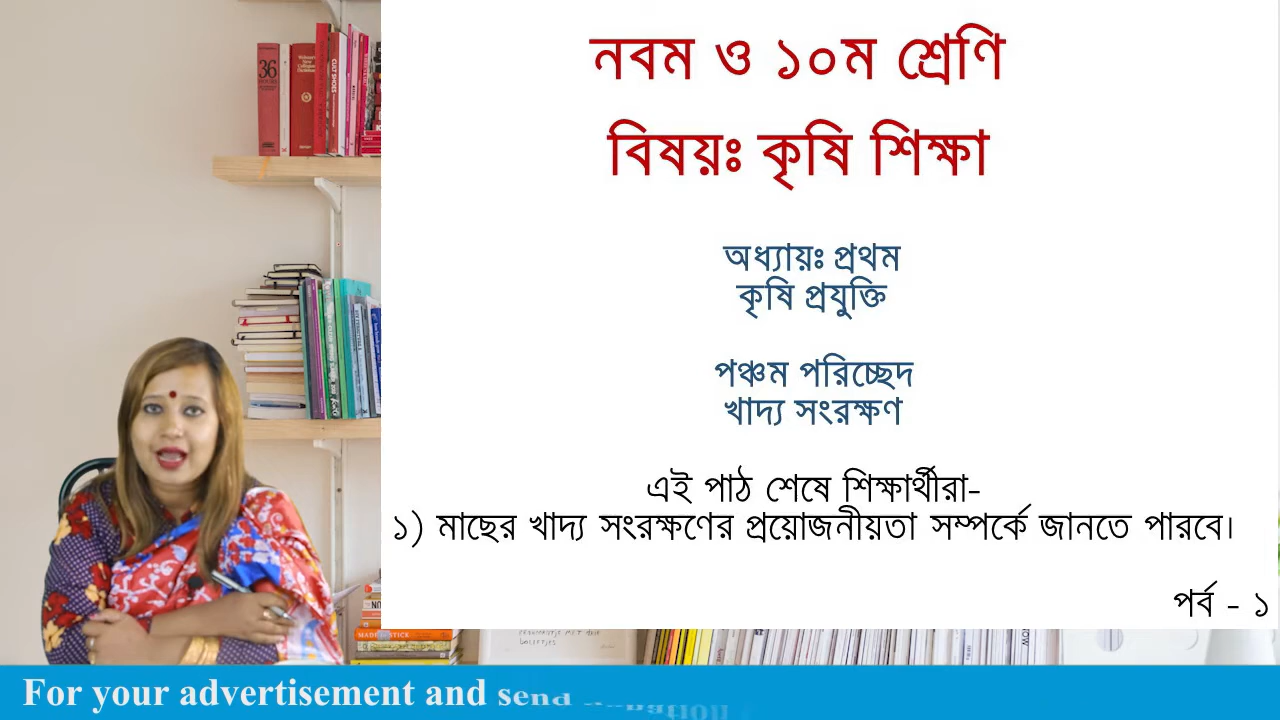 নবম ও ১০ম শ্রেণি
বিষয়ঃ কৃষি শিক্ষা
অধ্যায়ঃ প্রথম
কৃষি প্রযুক্তি
পঞ্চম পরিচ্ছেদ
খাদ্য সংরক্ষণ
এই পাঠ শেষে শিক্ষার্থীরা-
১) মাছের খাদ্য সংরক্ষণের প্রয়োজনীয়তা সম্পর্কে জানতে পারবে।
পর্ব - ১
36
For your advertisement and send